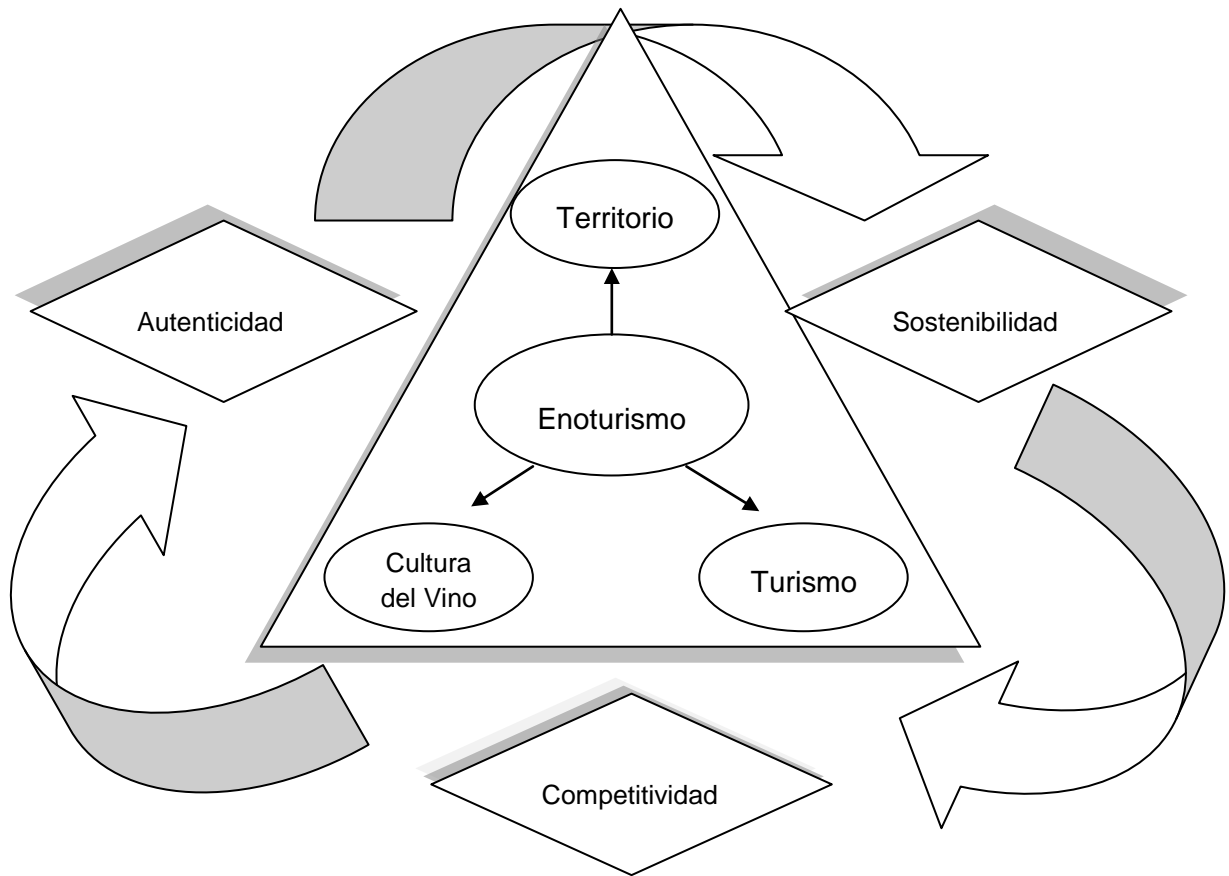 Territorio
Autenticidad
Sostenibilidad
Enoturismo
Cultura
del Vino
Turismo
Competitividad